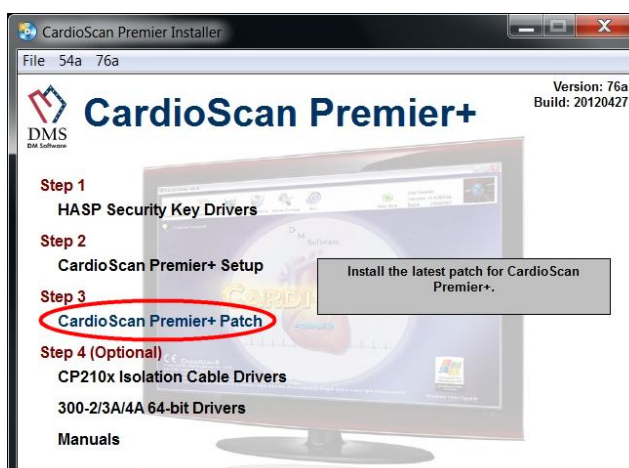 CardioScan Premier Installer
File 54a 76a
Version: 76a
Build: 20120427
DMS
DM Software
CardioScan Premier+
Step 1
HASP Security Key Drivers
Step 2
CardioScan Premier+ Setup
Install the latest patch for CardioScan
Premier+.
Step 3
CardioScan Premier+ Patch
Step 4 (Optional)
CP210x Isolation Cable Drivers
300-2/3A/4A 64-bit Drivers
Manuals